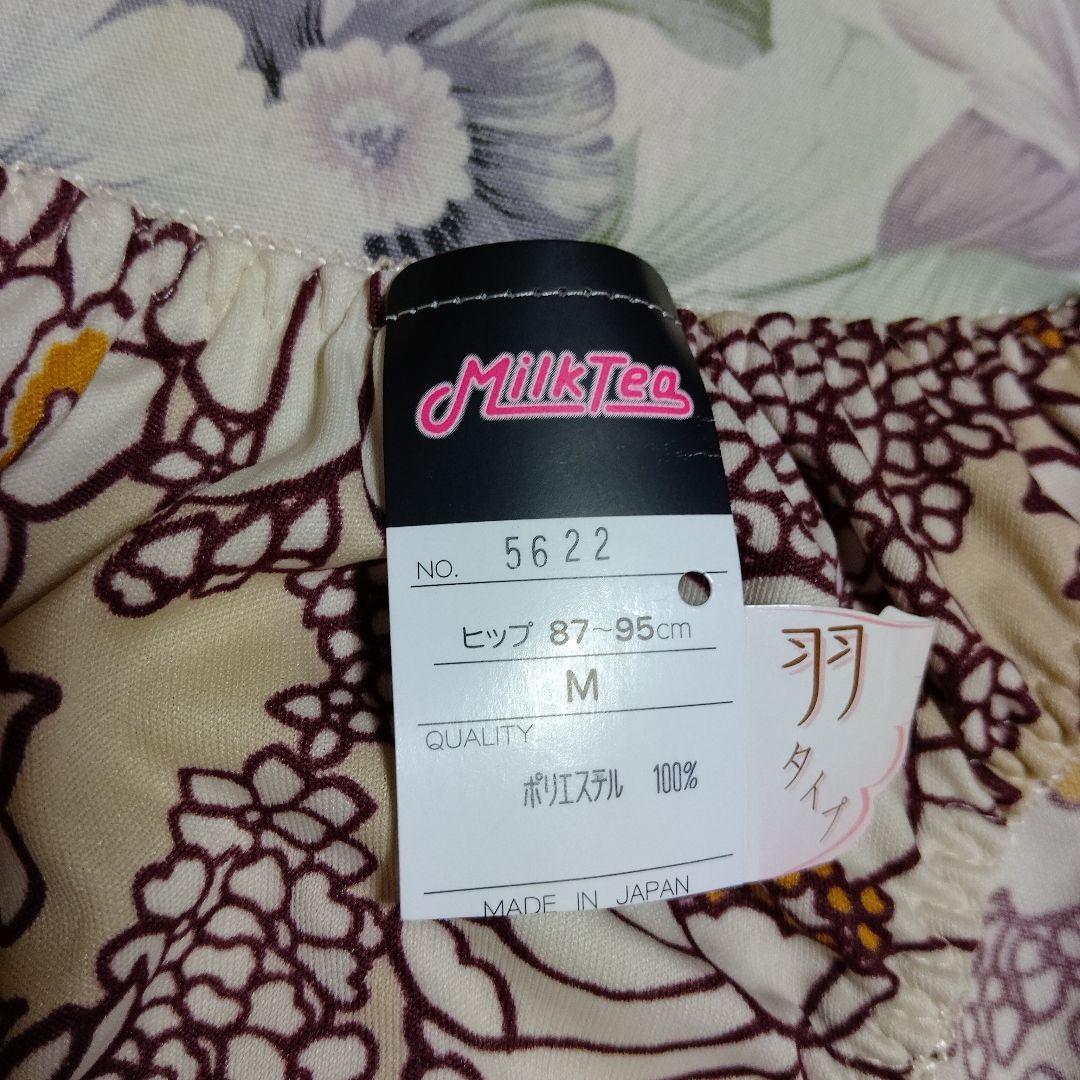 MilkTea
NO. 5622
ヒップ 87~95cm
M
QUALITY
ポリエステル 100%
MADE IN JAPAN
羽
タイプ